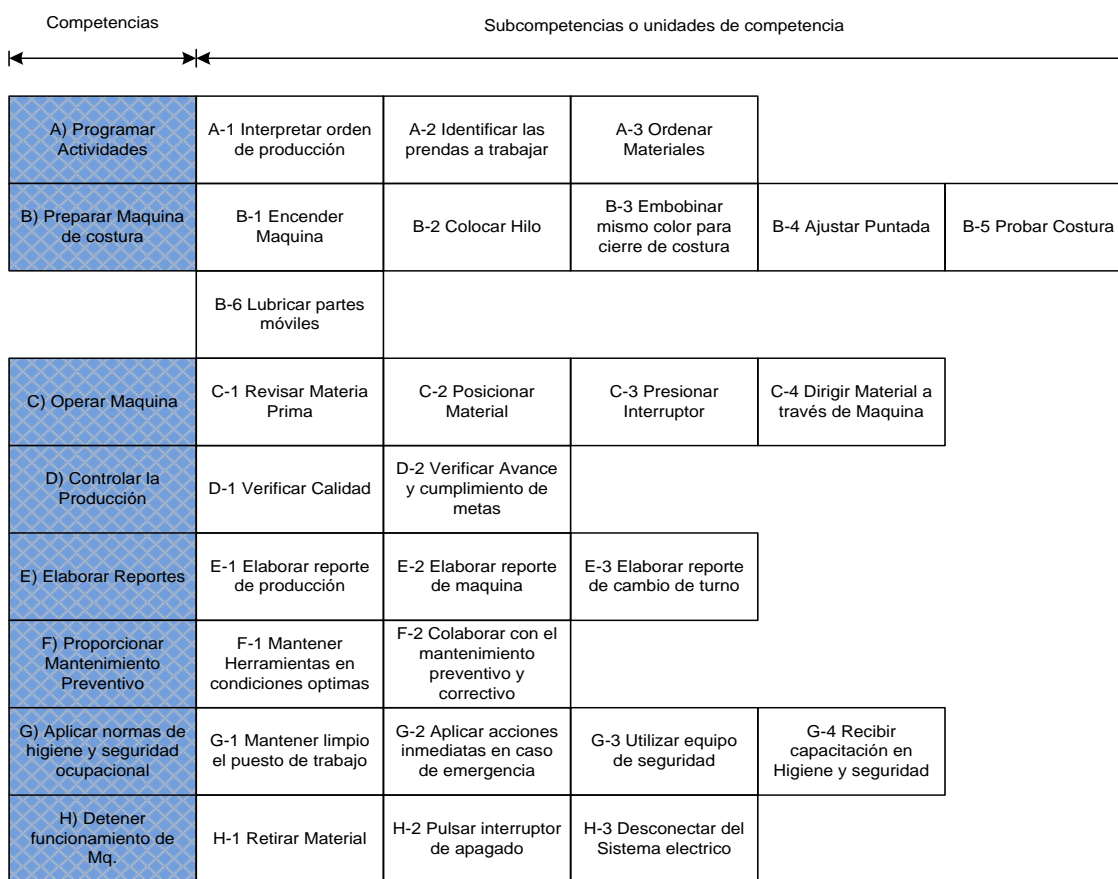 Competencias
Subcompetencias o unidades de competencia
A) Programar
Actividades
A-1 Interpretar orden
de producción
A-2 Identificar las
prendas a trabajar
A-3 Ordenar
Materiales
B) Preparar Maquina
de costura
B-1 Encender
Maquina
B-2 Colocar Hilo
B-3 Embobinar
mismo color para
cierre de costura
B-4 Ajustar Puntada
B-5 Probar Costura
B-6 Lubricar partes
móviles
C) Operar Maquina
C-1 Revisar Materia
Prima
C-2 Posicionar
Material
C-3 Presionar
Interruptor
C-4 Dirigir Material a
través de Maquina
D) Controlar la
Producción
D-1 Verificar Calidad
D-2 Verificar Avance
y cumplimiento de
metas
E) Elaborar Reportes
E-1 Elaborar reporte
de producción
E-2 Elaborar reporte
de maquina
E-3 Elaborar reporte
de cambio de turno
F) Proporcionar
Mantenimiento
Preventivo
F-1 Mantener
Herramientas en
condiciones optimas
F-2 Colaborar con el
mantenimiento
preventivo y
correctivo
G) Aplicar normas de
higiene y seguridad
ocupacional
G-1 Mantener limpio
el puesto de trabajo
G-2 Aplicar acciones
inmediatas en caso
de emergencia
G-3 Utilizar equipo
de seguridad
G-4 Recibir
capacitación en
Higiene y seguridad
H) Detener
funcionamiento de
Mq.
H-1 Retirar Material
H-2 Pulsar interruptor
de apagado
H-3 Desconectar del
Sistema electrico